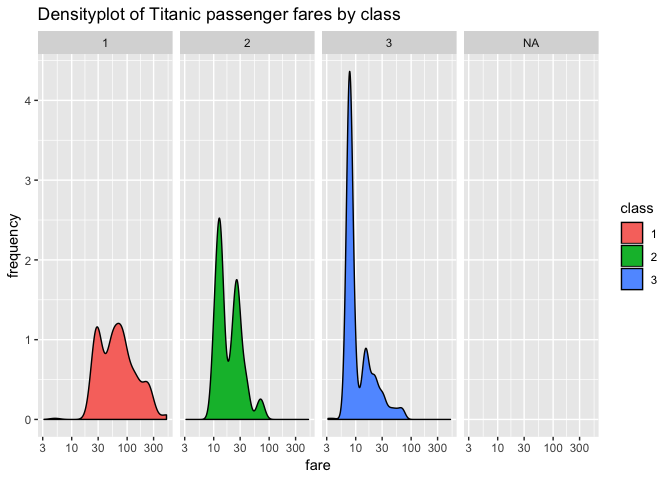 Densityplot of Titanic passenger fares by class
1 2 3 NA
4
3
2
1
0
frequency
3 10 30 100 300 3 10 30 100 300 3 10 30 100 300 3 10 30 100 300
fare
class
1
2
3